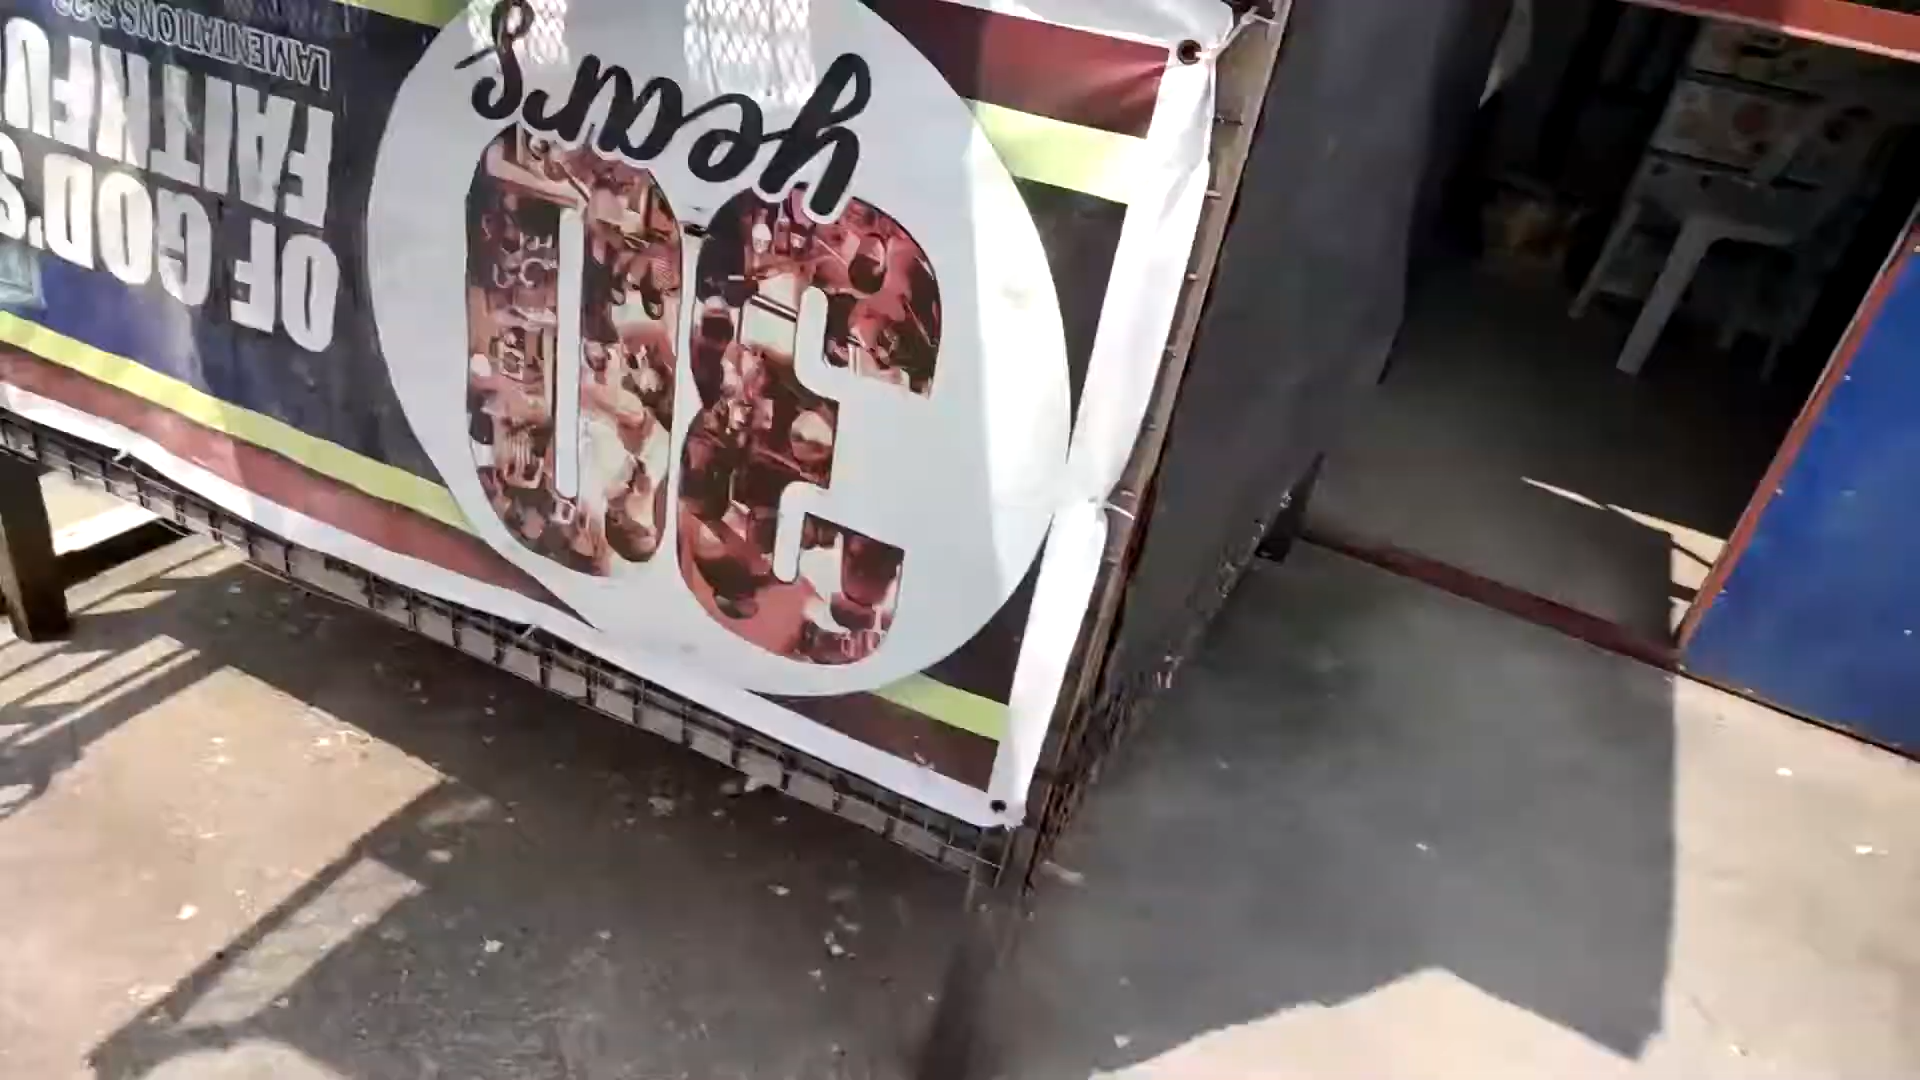 30
years
OF GOD'S
FAITHFU
LAMENTATIONS 3:23